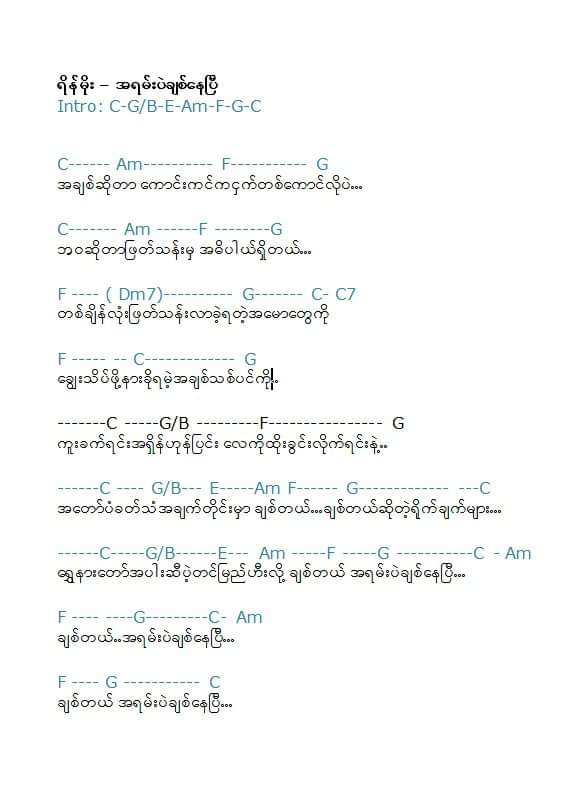 ရိန်မိုး – အရမ်းပဲချစ်နေပြီ
Intro: C-G/B-E-Am-F-G-C
C------ Am---------- F----------- G
အချစ်ဆိုတာ ကောင်းကင်ကငှက်တစ်ကောင်လိုပဲ...
C------- Am ------F --------G
ဘဝဆိုတာဖြတ်သန်းမှ အဓိပါယ်ရှိတယ်...
F ---- ( Dm7)---------- G------- C- C7
တစ်ချိန်လုံးဖြတ်သန်းလာခဲ့ရတဲ့အမောတွေကို
F ----- -- C------------- G
ချွေးသိပ်ဖို့နားခိုရမဲ့အချစ်သစ်ပင်ကို..
-------C -----G/B ---------F---------------- G
ကူးခက်ရင်းအရှိန်ဟုန်ပြင်း လေကိုထိုးခွင်းလိုက်ရင်းနဲ့..
------C ---- G/B--- E-----Am F------ G------------- ---C
အတော်ပံခတ်သံအချက်တိုင်းမှာ ချစ်တယ်...ချစ်တယ်ဆိုတဲ့ရိုက်ချက်များ...
------C-----G/B------E--- Am -----F -----G -----------C - Am
ရွှေနားတော်အပါးဆီပဲ့တင်မြည်ဟီးလို့ ချစ်တယ် အရမ်းပဲချစ်နေပြီ...
F ---- ----G---------C- Am
ချစ်တယ်..အရမ်းပဲချစ်နေပြီ...
F ---- G ----------- C
ချစ်တယ် အရမ်းပဲချစ်နေပြီ...